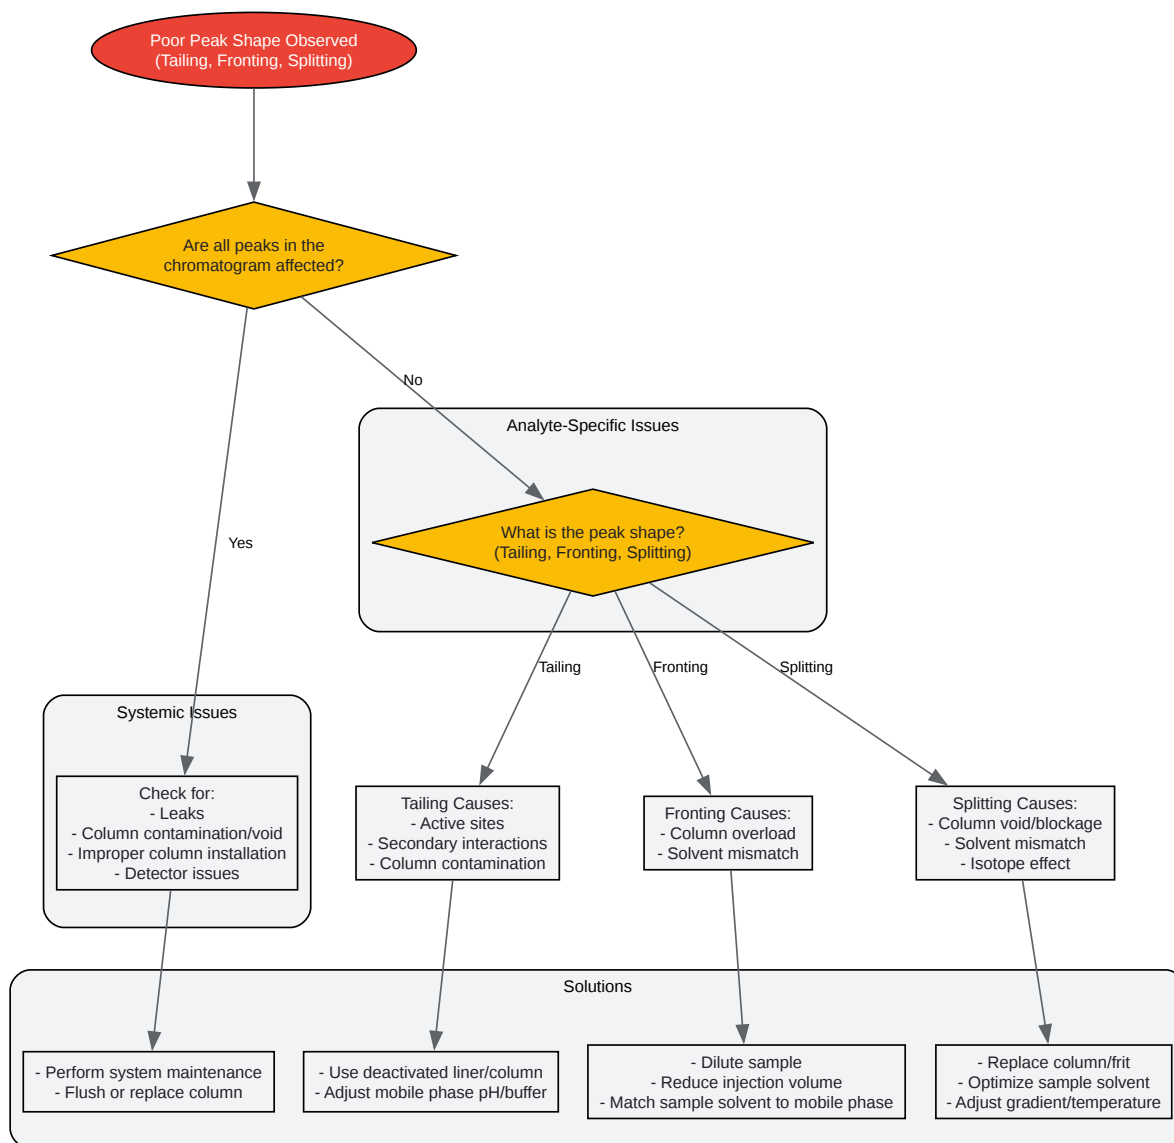 Poor Peak Shape Observed
(Tailing, Fronting, Splitting)
Are all peaks in the
chromatogram affected?
No
Analyte-Specific Issues
What is the peak shape?
(Tailing, Fronting, Splitting)
Yes
Tailing
Fronting
Splitting
Systemic Issues
Check for:
- Leaks
- Column contamination/void
- Improper column installation
- Detector issues
Tailing Causes:
- Active sites
- Secondary interactions
- Column contamination
Fronting Causes:
- Column overload
- Solvent mismatch
Splitting Causes:
- Column void/blockage
- Solvent mismatch
- Isotope effect
Solutions
- Perform system maintenance
- Flush or replace column
- Use deactivated liner/column
- Adjust mobile phase pH/buffer
- Dilute sample
- Reduce injection volume
- Match sample solvent to mobile phase
- Replace column/frit
- Optimize sample solvent
- Adjust gradient/temperature